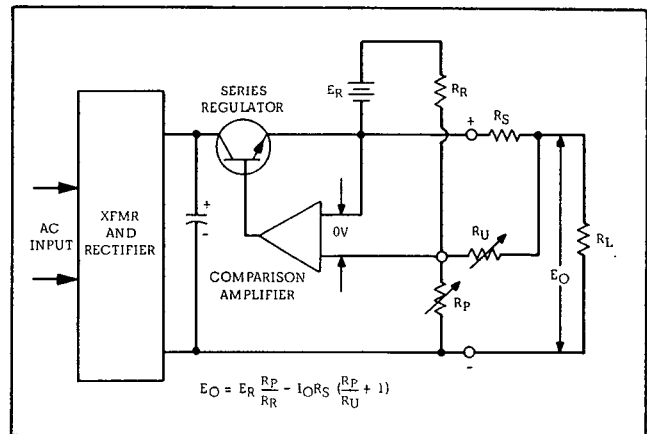 SERIES
REGULATOR
E_R
R_R
R_S
+
+
-
AC
INPUT
XFMR
AND
RECTIFIER
0V
COMPARISON
AMPLIFIER
R_U
R_P
E_O
R_L
-
E_O = E_R R_P/R_R - I_O R_S (R_P/R_U + 1)